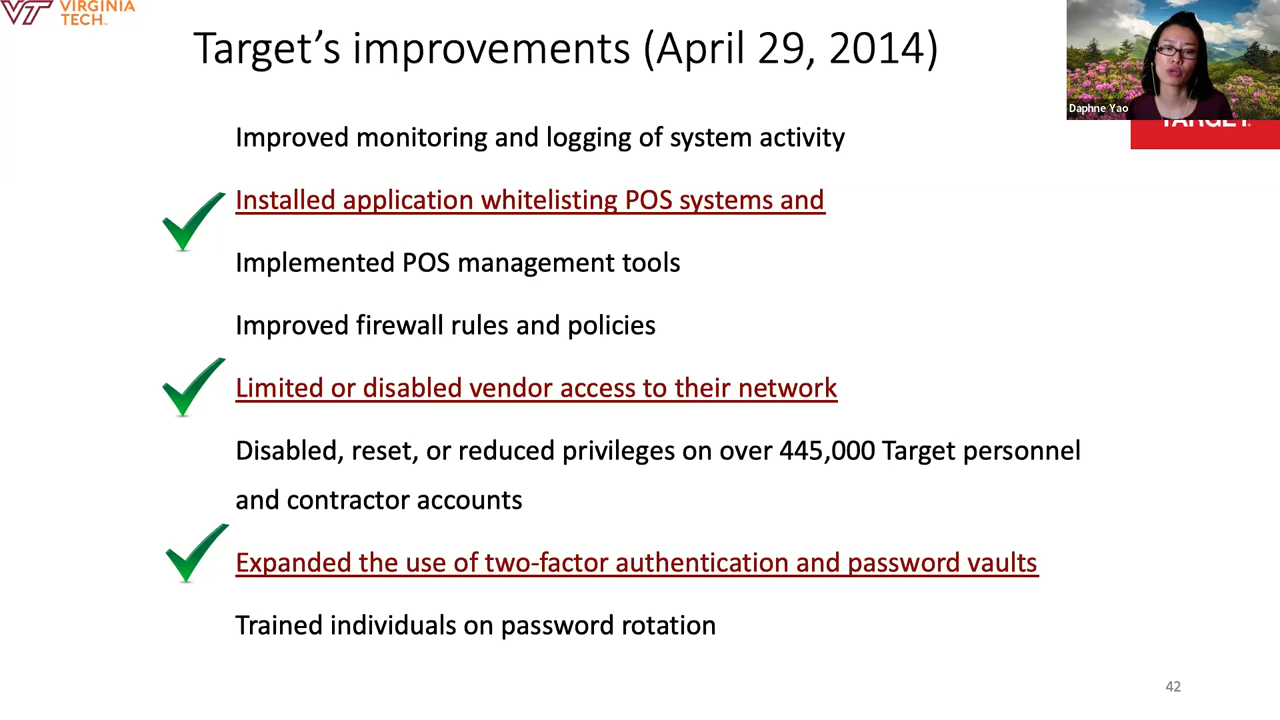 VIRGINIA
TECH
Target's improvements (April 29, 2014)
Daphne Yao
TARGET
Improved monitoring and logging of system activity
Installed application whitelisting POS systems and
Implemented POS management tools
Improved firewall rules and policies
Limited or disabled vendor access to their network
Disabled, reset, or reduced privileges on over 445,000 Target personnel
and contractor accounts
Expanded the use of two-factor authentication and password vaults
Trained individuals on password rotation
42